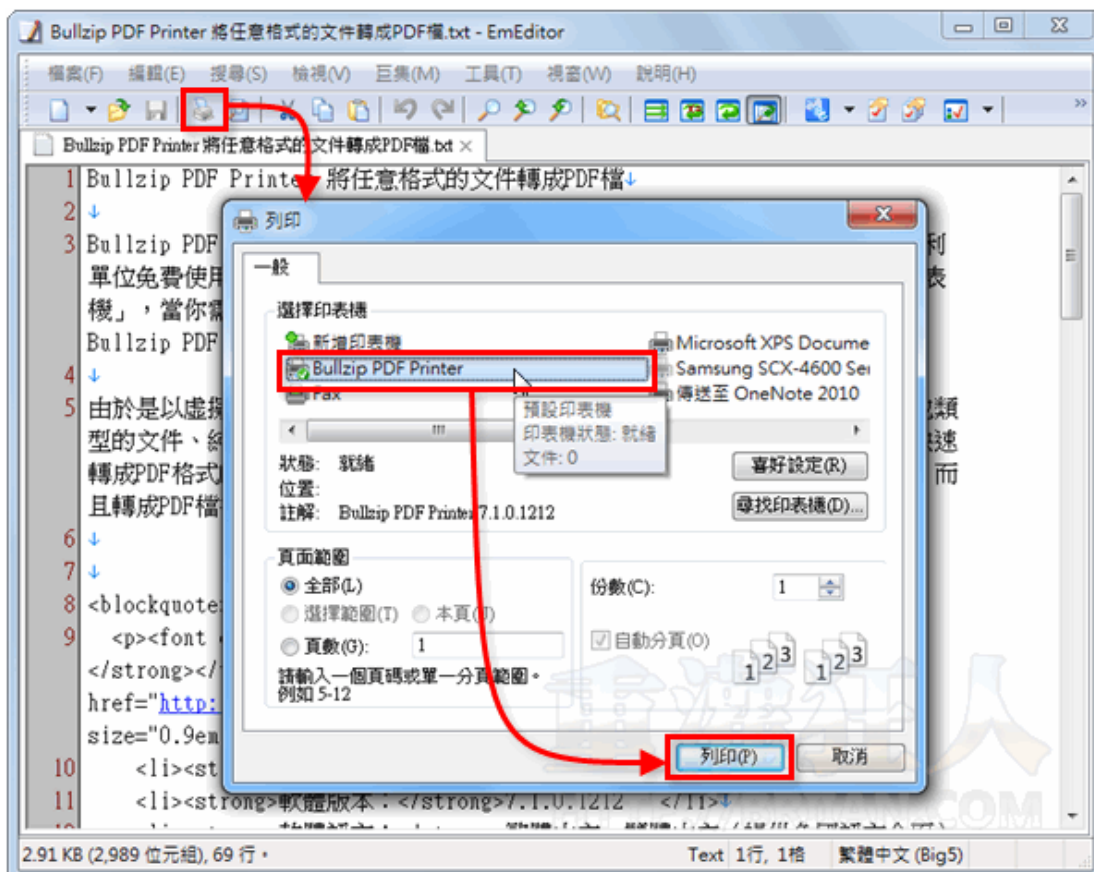 Bullzip PDF Printer 將任意格式的文件轉成PDF檔.txt - EmEditor
檔案(F) 編輯(E) 搜尋(S) 檢視(V) 巨集(M) 工具(T) 視窗(W) 說明(H)
Bullzip PDF Printer 將任意格式的文件轉成PDF檔.txt
1 Bullzip PDF Printer 將任意格式的文件轉成PDF檔↓
2 ↓
3 Bullzip PDF 利
單位免費使用 表
機」，當你需
Bullzip PDF
4 ↓
5 由於是以虛擬 類
型的文件、 速
轉成PDF格式 而
且轉成PDF檔
6 ↓
7 ↓
8 <blockquote>
9 <p><font
</strong></
href="http:
size="0.9em
10 <li><st
11 <li><strong>軟體版本：</strong>7.1.0.1212 </li>↓
列印
一般
選擇印表機
新增印表機
Bullzip PDF Printer
Fax
Microsoft XPS Docume
Samsung SCX-4600 Ser
傳送至 OneNote 2010
預設印表機
印表機狀態: 就緒
文件: 0
狀態: 就緒
位置:
註解: Bullzip PDF Printer 7.1.0.1212
喜好設定(R)
尋找印表機(D)...
頁面範圍
全部(L)
選擇範圍(T) 本頁(U)
頁數(G): 1
請輸入一個頁碼或單一分頁範圍。
例如 5-12
份數(C): 1
自動分頁(O)
1 2 3 1 2 3
列印(P) 取消
2.91 KB (2,989 位元組), 69 行。 Text 1行, 1格 繁體中文 (Big5)